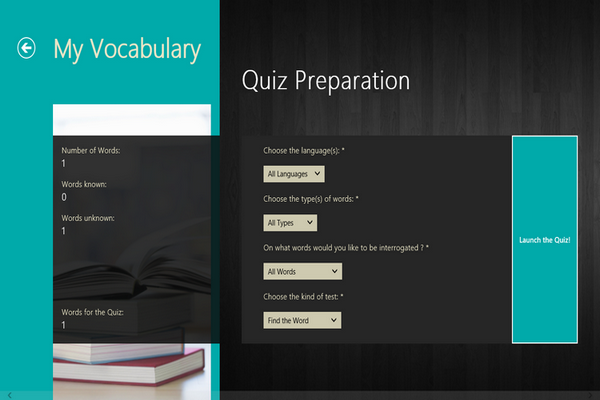 My Vocabulary
Quiz Preparation
Number of Words:
1
Words known:
0
Words unknown:
1
Words for the Quiz:
1
Choose the language(s): *
All Languages
Choose the type(s) of words: *
All Types
On what words would you like to be interrogated ? *
All Words
Choose the kind of test: *
Find the Word
Launch the Quiz!